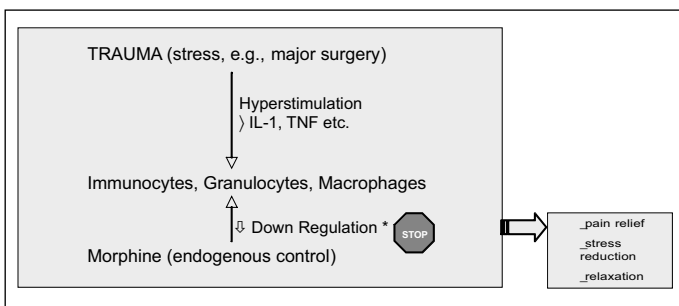 TRAUMA (stress, e.g., major surgery)
Hyperstimulation
⟩ IL-1, TNF etc.
Immunocytes, Granulocytes, Macrophages
⇩ Down Regulation *
STOP
Morphine (endogenous control)
_pain relief
_stress
reduction
_relaxation